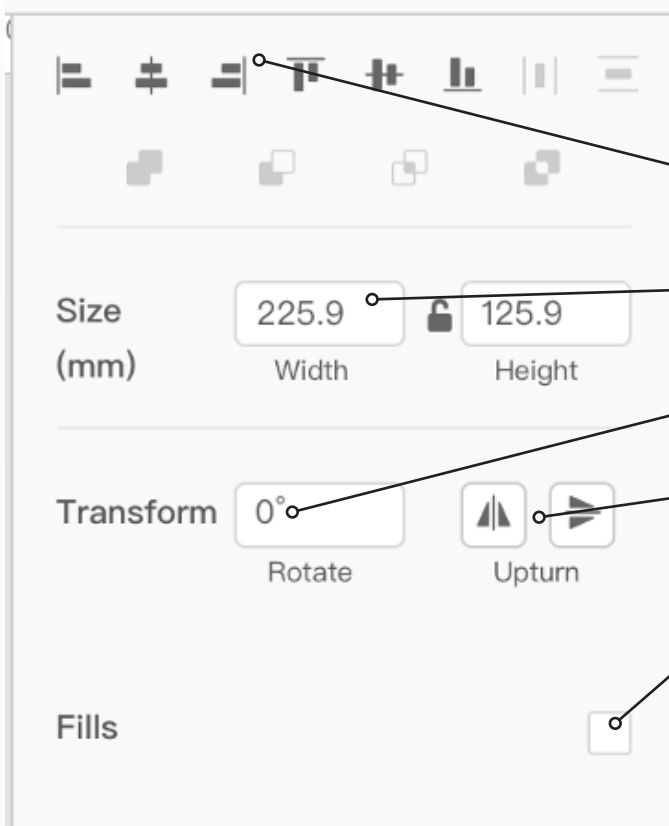 Size
225.9
125.9
(mm)
Width
Height
Transform
0°
Rotate
Upturn
Fills